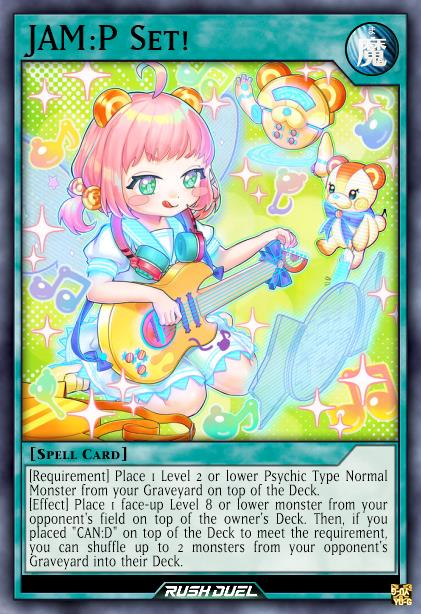 JAM:P Set!
ま
魔
[Spell Card]
[Requirement] Place 1 Level 2 or lower Psychic Type Normal
Monster from your Graveyard on top of the Deck.
[Effect] Place 1 face-up Level 8 or lower monster from your
opponent's field on top of the owner's Deck. Then, if you
placed "CAN:D" on top of the Deck to meet the requirement,
you can shuffle up to 2 monsters from your opponent's
Graveyard into their Deck.
RUSH DUEL